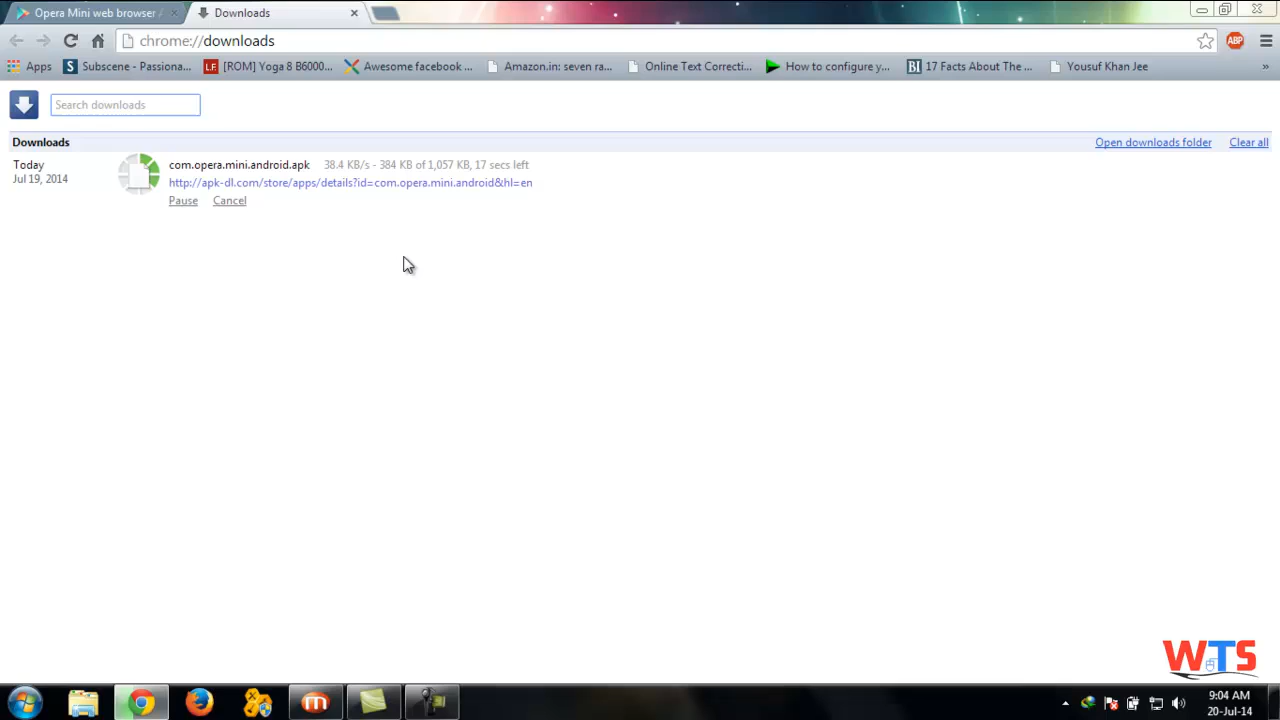 Opera Mini web browser
Downloads
chrome://downloads
ABP
Apps
S Subscene - Passiona...
LF [ROM] Yoga 8 B6000...
Awesome facebook ...
Amazon.in: seven ra...
Online Text Correcti...
How to configure y...
BI 17 Facts About The ...
Yousuf Khan Jee
»
Search downloads
Downloads
Open downloads folder
Clear all
Today
com.opera.mini.android.apk 38.4 KB/s - 384 KB of 1,057 KB, 17 secs left
Jul 19, 2014
http://apk-dl.com/store/apps/details?id=com.opera.mini.android&hl=en
Pause
Cancel
WTS
m
9:04 AM
20-Jul-14